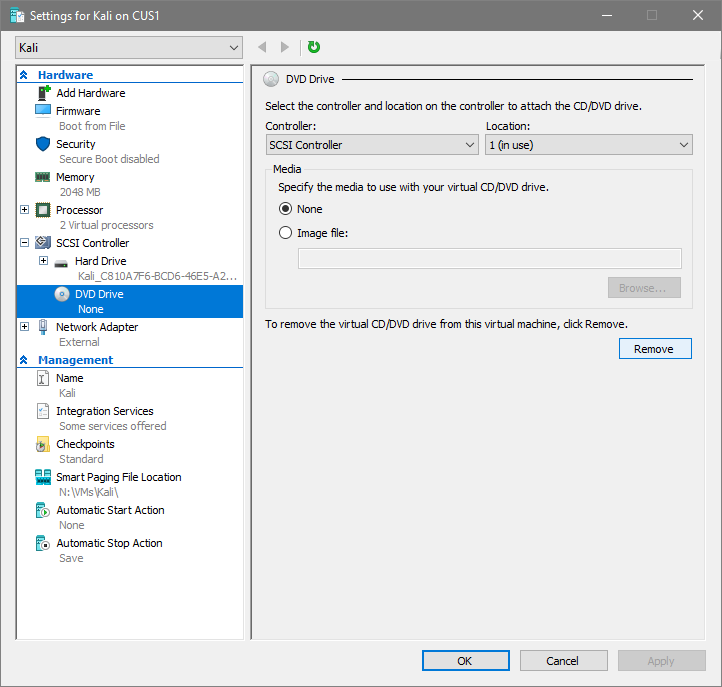 Settings for Kali on CUS1
Kali
Hardware
Add Hardware
Firmware
Boot from File
Security
Secure Boot disabled
Memory
2048 MB
Processor
2 Virtual processors
SCSI Controller
Hard Drive
Kali_C810A7F6-BCD6-46E5-A2...
DVD Drive
None
Network Adapter
External
Management
Name
Kali
Integration Services
Some services offered
Checkpoints
Standard
Smart Paging File Location
N:\VMs\Kali\
Automatic Start Action
None
Automatic Stop Action
Save
DVD Drive
Select the controller and location on the controller to attach the CD/DVD drive.
Controller: Location:
SCSI Controller 1 (in use)
Media
Specify the media to use with your virtual CD/DVD drive.
None
Image file:
Browse...
To remove the virtual CD/DVD drive from this virtual machine, click Remove.
Remove
OK Cancel Apply